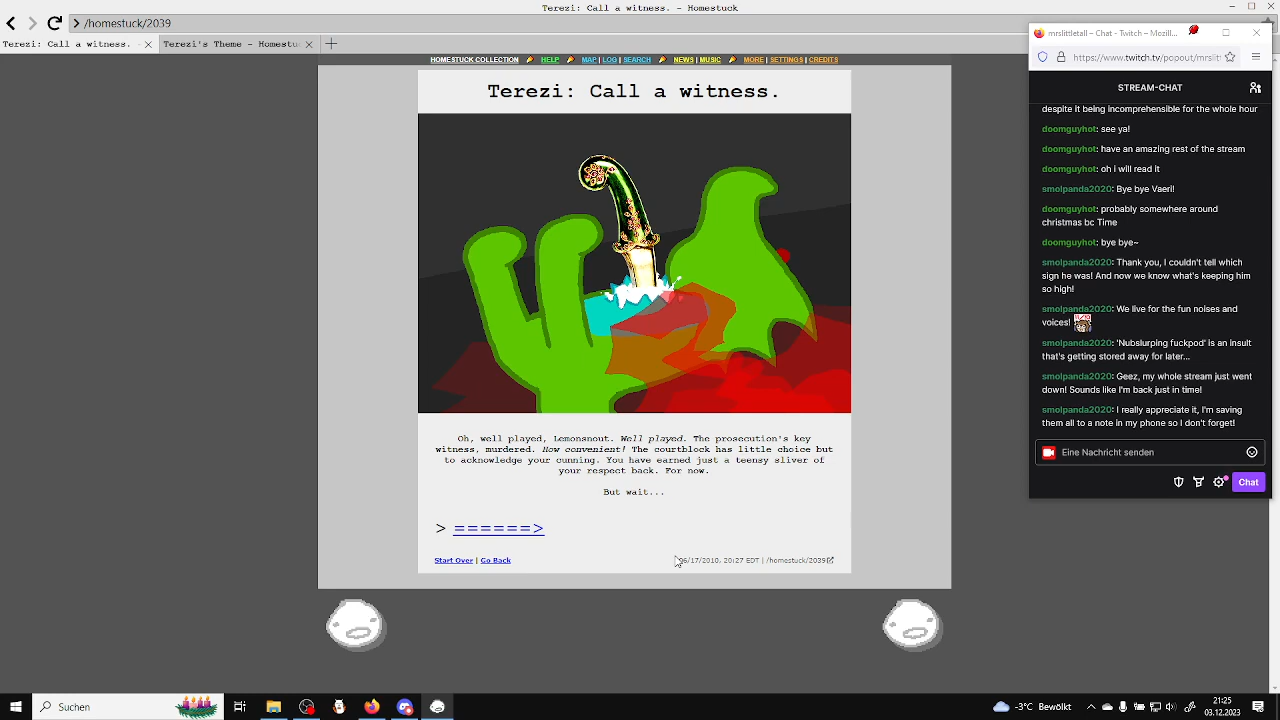 Terezi: Call a witness. - Homestuck
/homestuck/2039
Terezi: Call a witness. -
Terezi's Theme - Homestu
HOMESTUCK COLLECTION HELP MAP | LOG | SEARCH NEWS | MUSIC MORE | SETTINGS | CREDITS
Terezi: Call a witness.
Oh, well played, Lemonsnout. Well played. The prosecution's key
witness, murdered. How convenient! The courtblock has little choice but
to acknowledge your cunning. You have earned just a teensy sliver of
your respect back. For now.
But wait...
> ======>
Start Over | Go Back
06/17/2010, 20:27 EDT | /homestuck/2039
mrslittletall – Chat - Twitch – Mozill...
https://www.twitch.tv/popout/mrslitt
STREAM-CHAT
despite it being incomprehensible for the whole hour
doomguyhot: see ya!
doomguyhot: have an amazing rest of the stream
doomguyhot: oh i will read it
smolpanda2020: Bye bye Vaeri!
doomguyhot: probably somewhere around
christmas bc Time
doomguyhot: bye bye~
smolpanda2020: Thank you, I couldn't tell which
sign he was! And now we know what's keeping him
so high!
smolpanda2020: We live for the fun noises and
voices!
smolpanda2020: 'Nubslurping fuckpod' is an insult
that's getting stored away for later...
smolpanda2020: Geez, my whole stream just went
down! Sounds like I'm back just in time!
smolpanda2020: I really appreciate it, I'm saving
them all to a note in my phone so I don't forget!
Eine Nachricht senden
Chat
Suchen
-3°C Bewölkt
21:25
03.12.2023